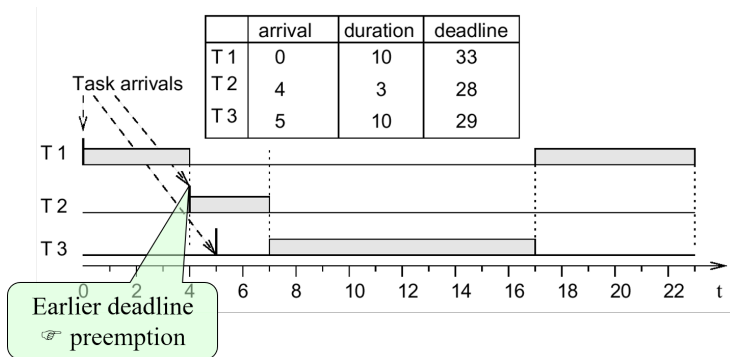 arrival duration deadline
T 1 0 10 33
T 2 4 3 28
T 3 5 10 29
Task arrivals
T 1
T 2
T 3
0 2 4 6 8 10 12 14 16 18 20 22 t
Earlier deadline
☞ preemption